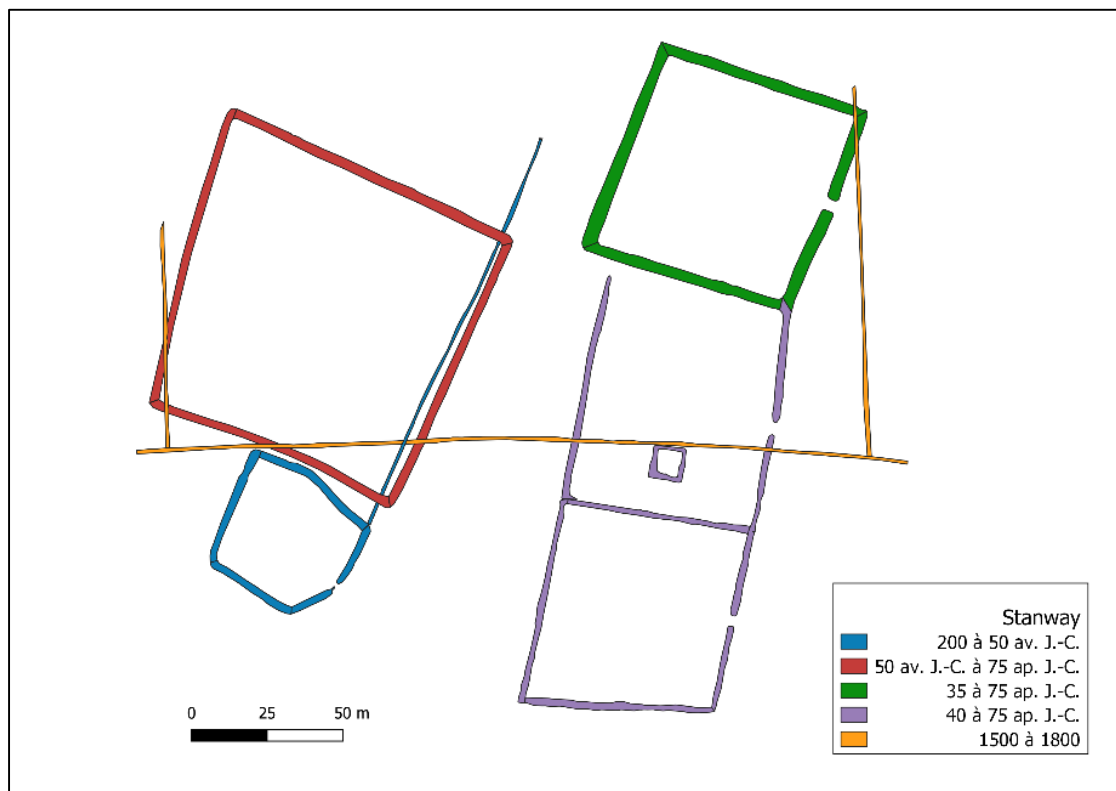 Stanway
200 à 50 av. J.-C.
50 av. J.-C. à 75 ap. J.-C.
35 à 75 ap. J.-C.
40 à 75 ap. J.-C.
1500 à 1800
0 25 50 m